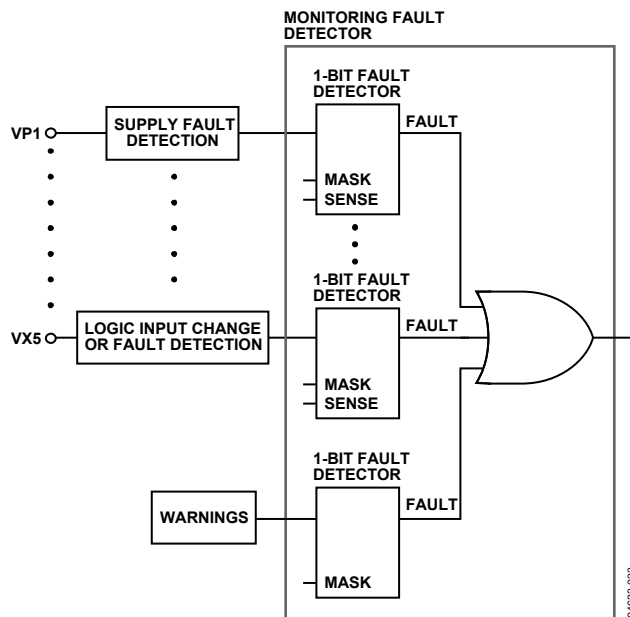 MONITORING FAULT
DETECTOR
1-BIT FAULT
DETECTOR
VP1
SUPPLY FAULT
DETECTION
FAULT
MASK
SENSE
1-BIT FAULT
DETECTOR
VX5
LOGIC INPUT CHANGE
OR FAULT DETECTION
FAULT
MASK
SENSE
1-BIT FAULT
DETECTOR
WARNINGS
FAULT
MASK